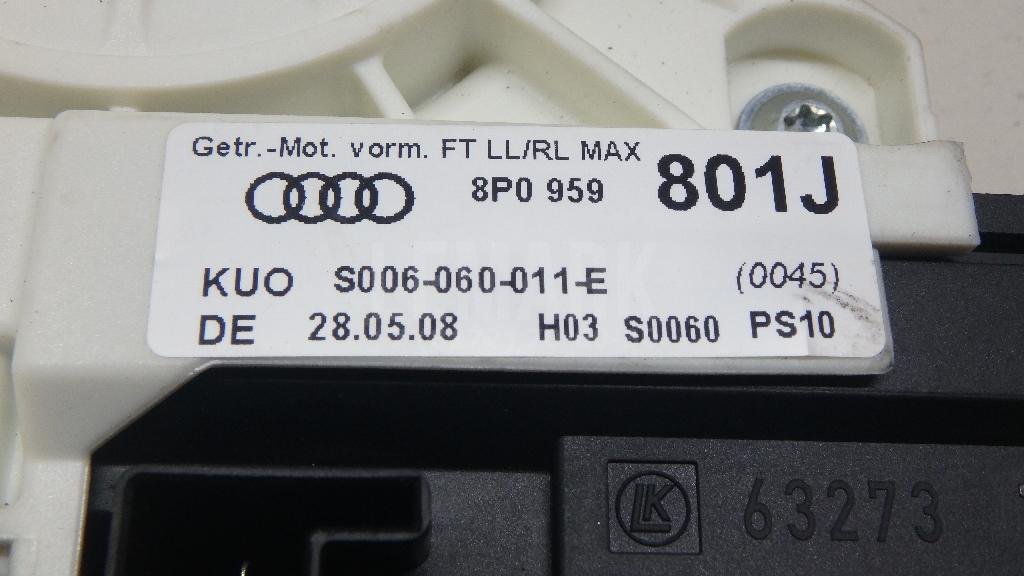 Getr.-Mot. vorm. FT LL/RL MAX
8P0 959 801J
KUO S006-060-011-E (0045)
DE 28.05.08 H03 S0060 PS10
LK 63273